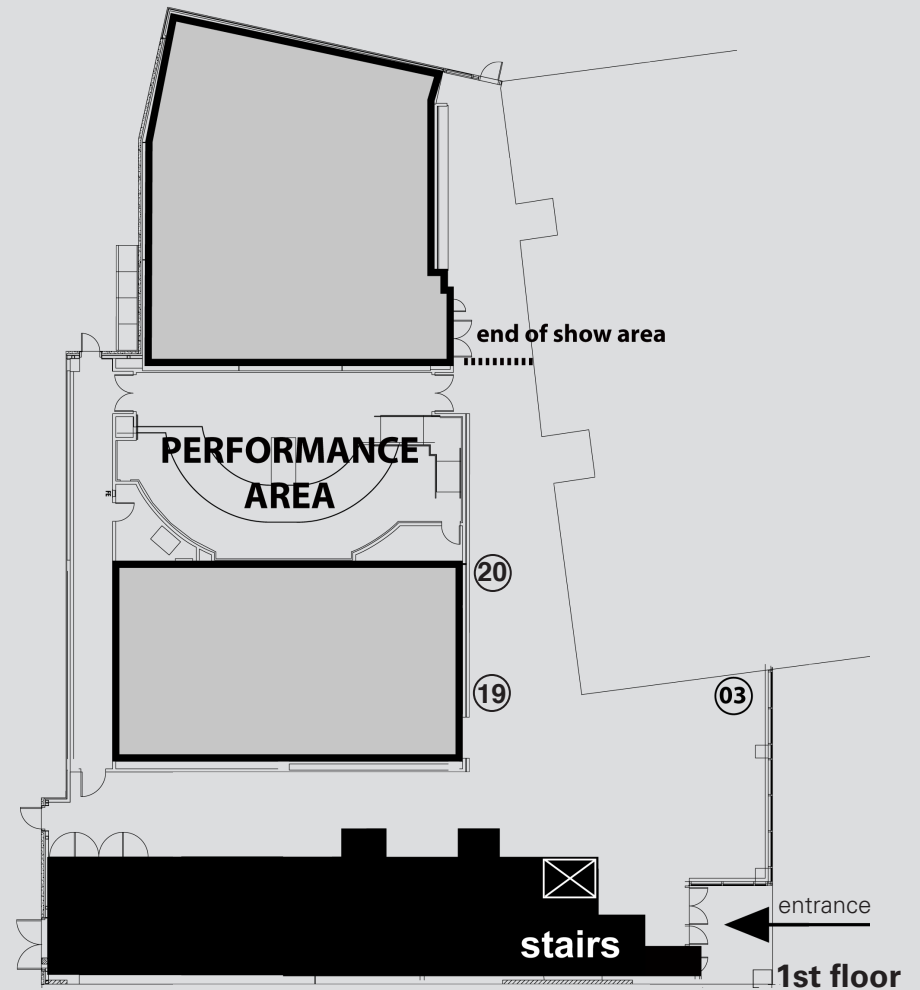 end of show area
PERFORMANCE
AREA
20
19
03
entrance
stairs
1st floor